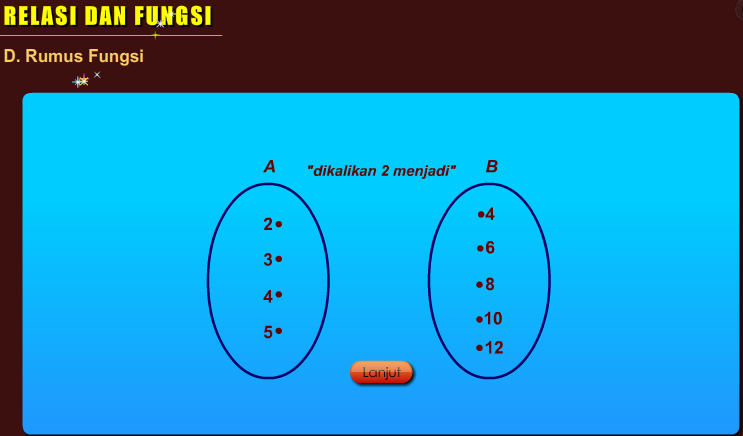 RELASI DAN FUNGSI
D. Rumus Fungsi
A "dikalikan 2 menjadi" B
2 •4
3 •6
4 •8
5 •10
•12
Lanjut